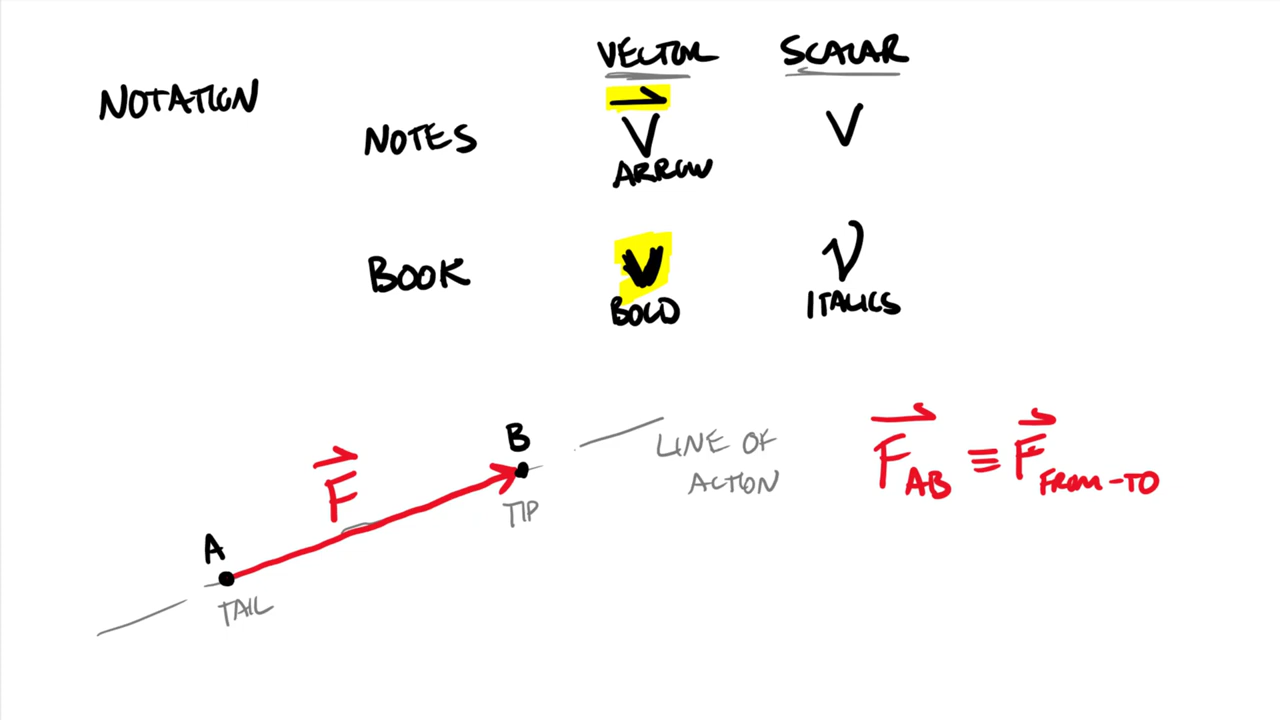 VECTOR SCALAR
NOTATION
NOTES V V
ARROW
BOOK V V
BOLD ITALICS
B
LINE OF
ACTION
F
TIP
A
TAIL
F_AB ≡ F_FROM-TO